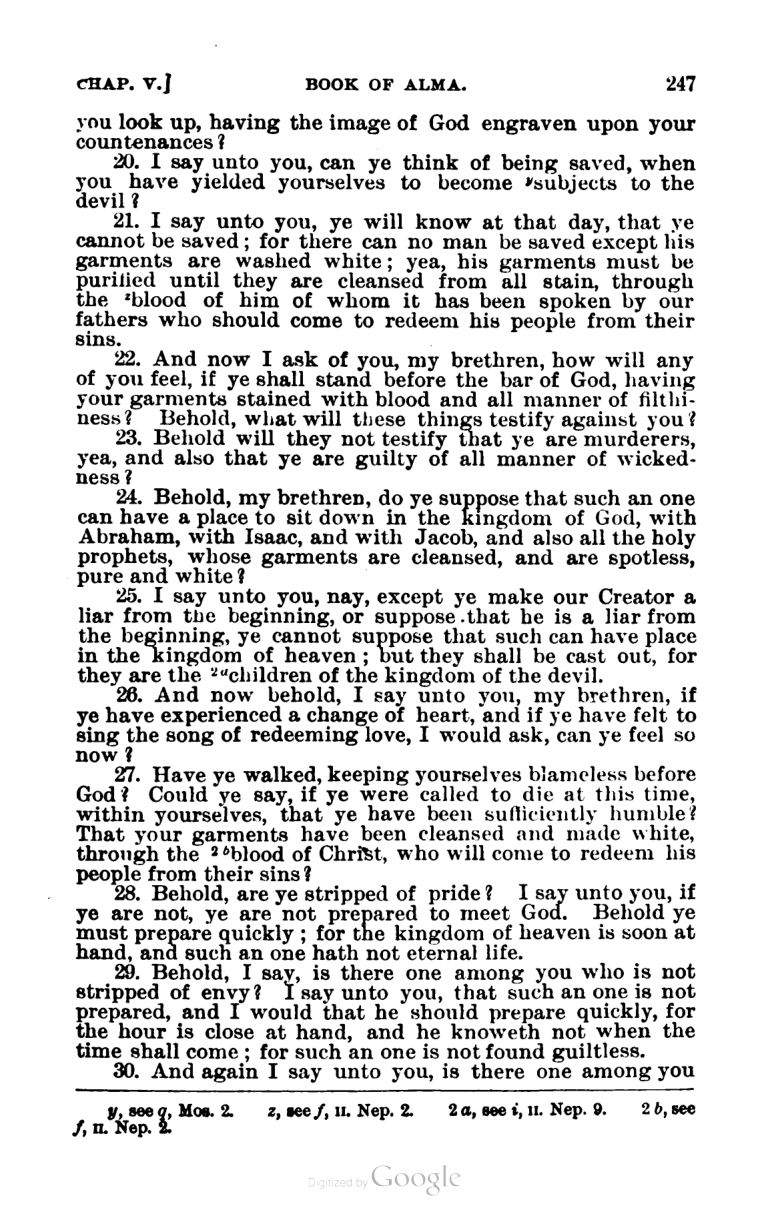 CHAP. V.] BOOK OF ALMA. 247
you look up, having the image of God engraven upon your
countenances?
20. I say unto you, can ye think of being saved, when
you have yielded yourselves to become ʸsubjects to the
devil?
21. I say unto you, ye will know at that day, that ye
cannot be saved; for there can no man be saved except his
garments are washed white; yea, his garments must be
purified until they are cleansed from all stain, through
the ᶻblood of him of whom it has been spoken by our
fathers who should come to redeem his people from their
sins.
22. And now I ask of you, my brethren, how will any
of you feel, if ye shall stand before the bar of God, having
your garments stained with blood and all manner of filthi-
ness? Behold, what will these things testify against you?
23. Behold will they not testify that ye are murderers,
yea, and also that ye are guilty of all manner of wicked-
ness?
24. Behold, my brethren, do ye suppose that such an one
can have a place to sit down in the kingdom of God, with
Abraham, with Isaac, and with Jacob, and also all the holy
prophets, whose garments are cleansed, and are spotless,
pure and white?
25. I say unto you, nay, except ye make our Creator a
liar from the beginning, or suppose that he is a liar from
the beginning, ye cannot suppose that such can have place
in the kingdom of heaven; but they shall be cast out, for
they are the ²ᵃchildren of the kingdom of the devil.
26. And now behold, I say unto you, my brethren, if
ye have experienced a change of heart, and if ye have felt to
sing the song of redeeming love, I would ask, can ye feel so
now?
27. Have ye walked, keeping yourselves blameless before
God? Could ye say, if ye were called to die at this time,
within yourselves, that ye have been sufficiently humble?
That your garments have been cleansed and made white,
through the ²ᵇblood of Christ, who will come to redeem his
people from their sins?
28. Behold, are ye stripped of pride? I say unto you, if
ye are not, ye are not prepared to meet God. Behold ye
must prepare quickly; for the kingdom of heaven is soon at
hand, and such an one hath not eternal life.
29. Behold, I say, is there one among you who is not
stripped of envy? I say unto you, that such an one is not
prepared, and I would that he should prepare quickly, for
the hour is close at hand, and he knoweth not when the
time shall come; for such an one is not found guiltless.
30. And again I say unto you, is there one among you
y, see q, Mos. 2. z, see f, II. Nep. 2. 2 a, see i, II. Nep. 9. 2 b, see
f, II. Nep. 2.
Digitized by Google